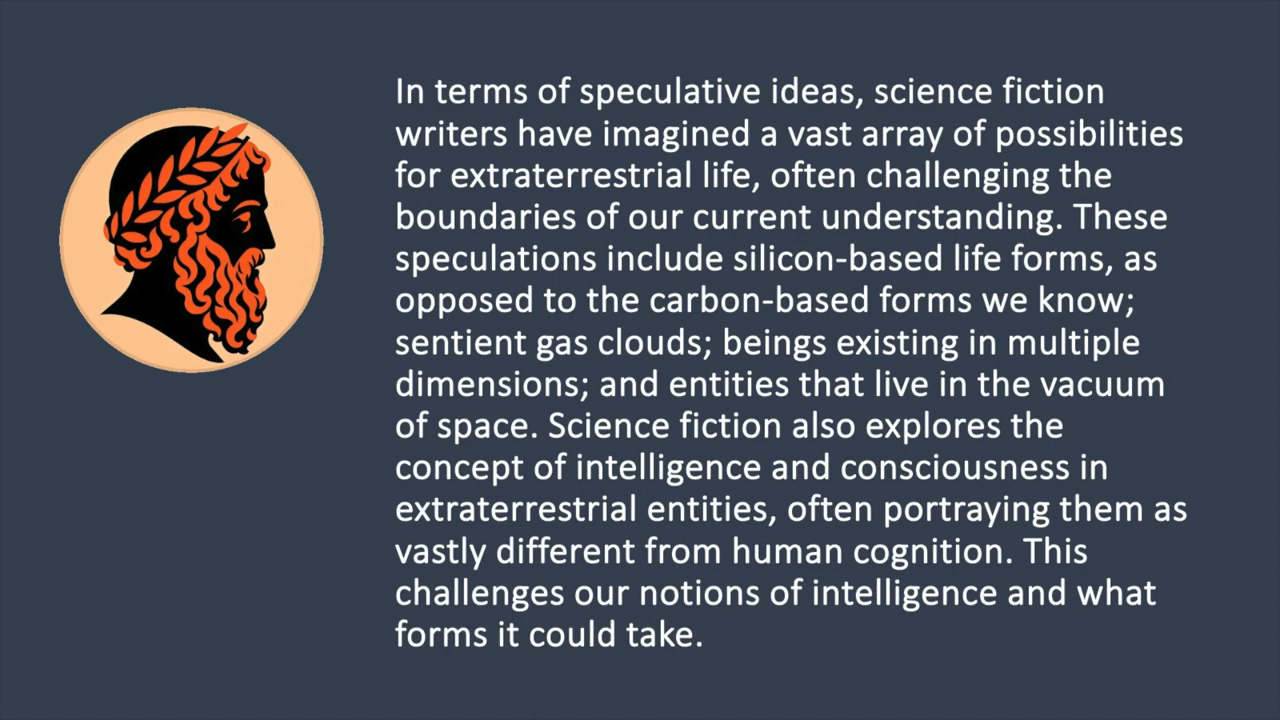 In terms of speculative ideas, science fiction
writers have imagined a vast array of possibilities
for extraterrestrial life, often challenging the
boundaries of our current understanding. These
speculations include silicon-based life forms, as
opposed to the carbon-based forms we know;
sentient gas clouds; beings existing in multiple
dimensions; and entities that live in the vacuum
of space. Science fiction also explores the
concept of intelligence and consciousness in
extraterrestrial entities, often portraying them as
vastly different from human cognition. This
challenges our notions of intelligence and what
forms it could take.